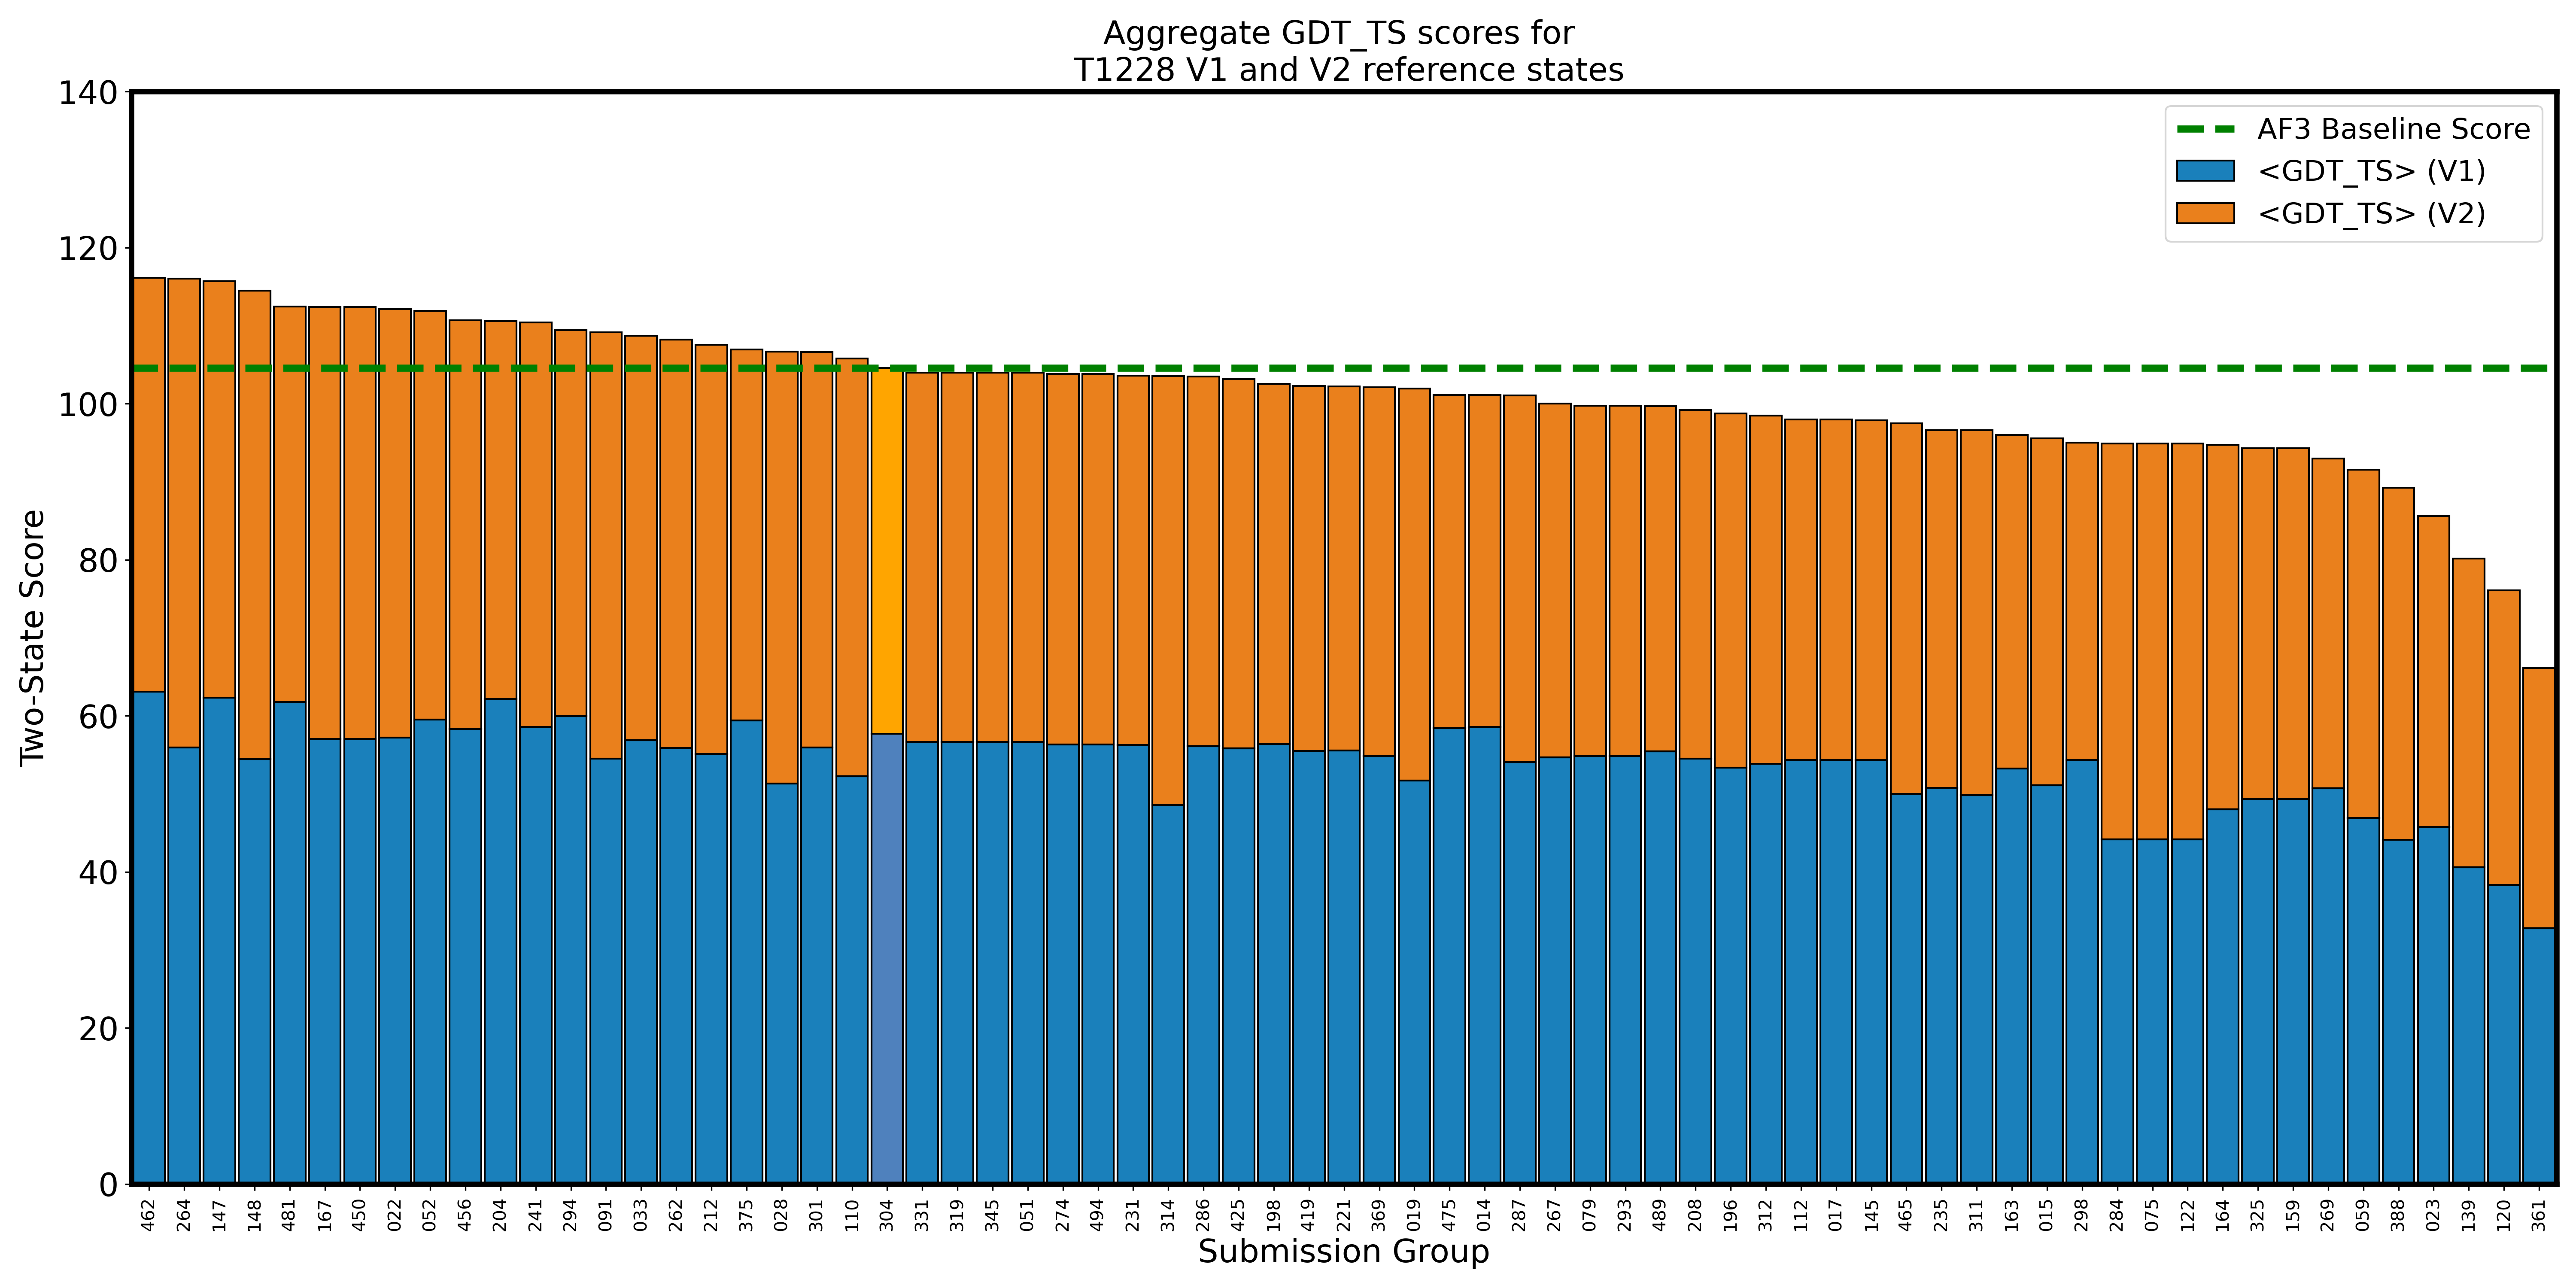 Aggregate GDT_TS scores for
T1228 V1 and V2 reference states
140
120
100
80
60
40
20
0
Two-State Score
AF3 Baseline Score
<GDT_TS> (V1)
<GDT_TS> (V2)
462 264 147 148 481 167 450 022 052 456 204 241 294 091 033 262 212 375 028 301 110 304 331 319 345 051 274 494 231 314 286 425 198 419 221 369 019 475 014 287 267 079 293 489 208 196 312 112 017 145 465 235 311 163 015 298 284 075 122 164 325 159 269 059 388 023 139 120 361
Submission Group